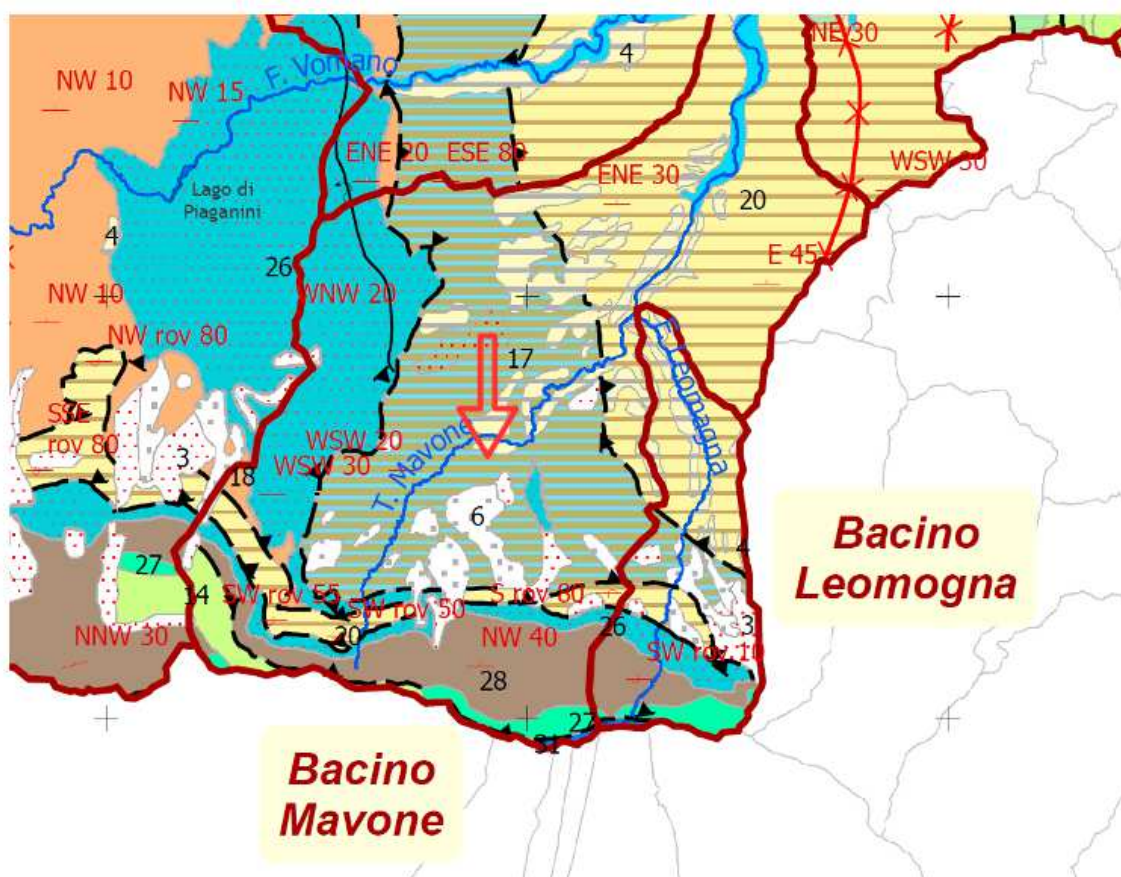 NE 30
NW 10
F. Vomano
4
NW 15
ENE 20
ESE 80
WSW 30
Lago di
Piaganini
ENE 30
20
4
26
E 45
WNW 20
NW 10
NW rov 80
17
F. Leomagna
SSE
rov 80
WSW 20
T. Mavone
3
WSW 30
18
6
Bacino
Leomogna
4
27
14
SW rov 55
SW rov 50
S rov 80
3
NNW 30
20
NW 40
26
SW rov 10
28
27
31
Bacino
Mavone